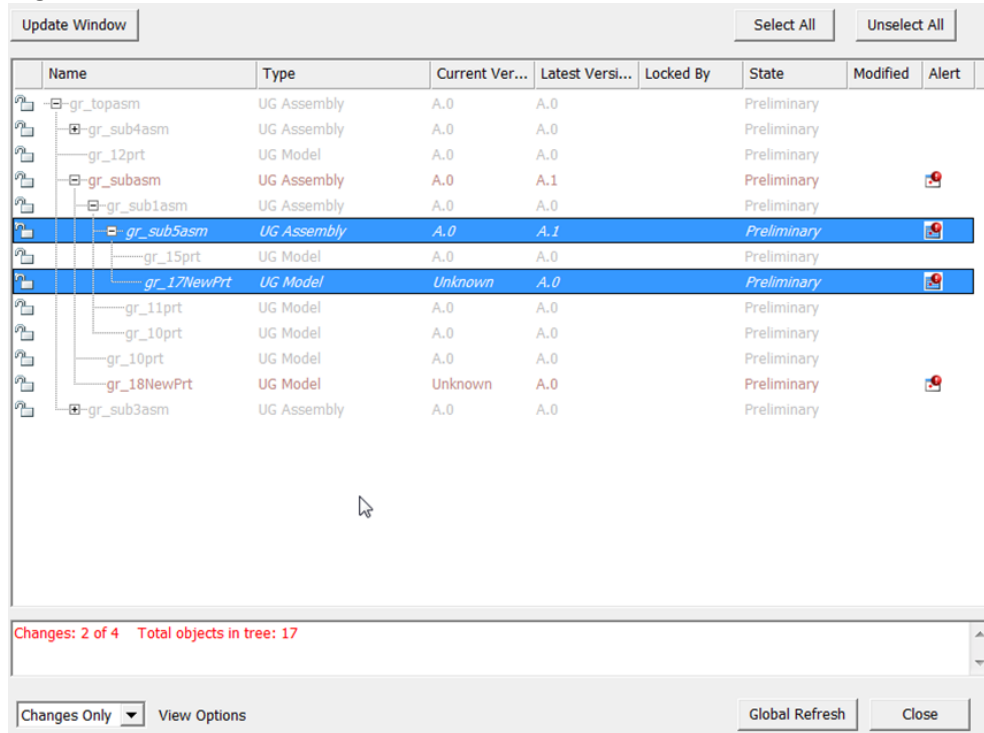 Update Window Select All Unselect All
Name Type Current Ver... Latest Versi... Locked By State Modified Alert
gr_topasm UG Assembly A.0 A.0 Preliminary
gr_sub4asm UG Assembly A.0 A.0 Preliminary
gr_12prt UG Model A.0 A.0 Preliminary
gr_subasm UG Assembly A.0 A.1 Preliminary
gr_sub1asm UG Assembly A.0 A.0 Preliminary
gr_sub5asm UG Assembly A.0 A.1 Preliminary
gr_15prt UG Model A.0 A.0 Preliminary
gr_17NewPrt UG Model Unknown A.0 Preliminary
gr_11prt UG Model A.0 A.0 Preliminary
gr_10prt UG Model A.0 A.0 Preliminary
gr_10prt UG Model A.0 A.0 Preliminary
gr_18NewPrt UG Model Unknown A.0 Preliminary
gr_sub3asm UG Assembly A.0 A.0 Preliminary
Changes: 2 of 4 Total objects in tree: 17
Changes Only View Options Global Refresh Close